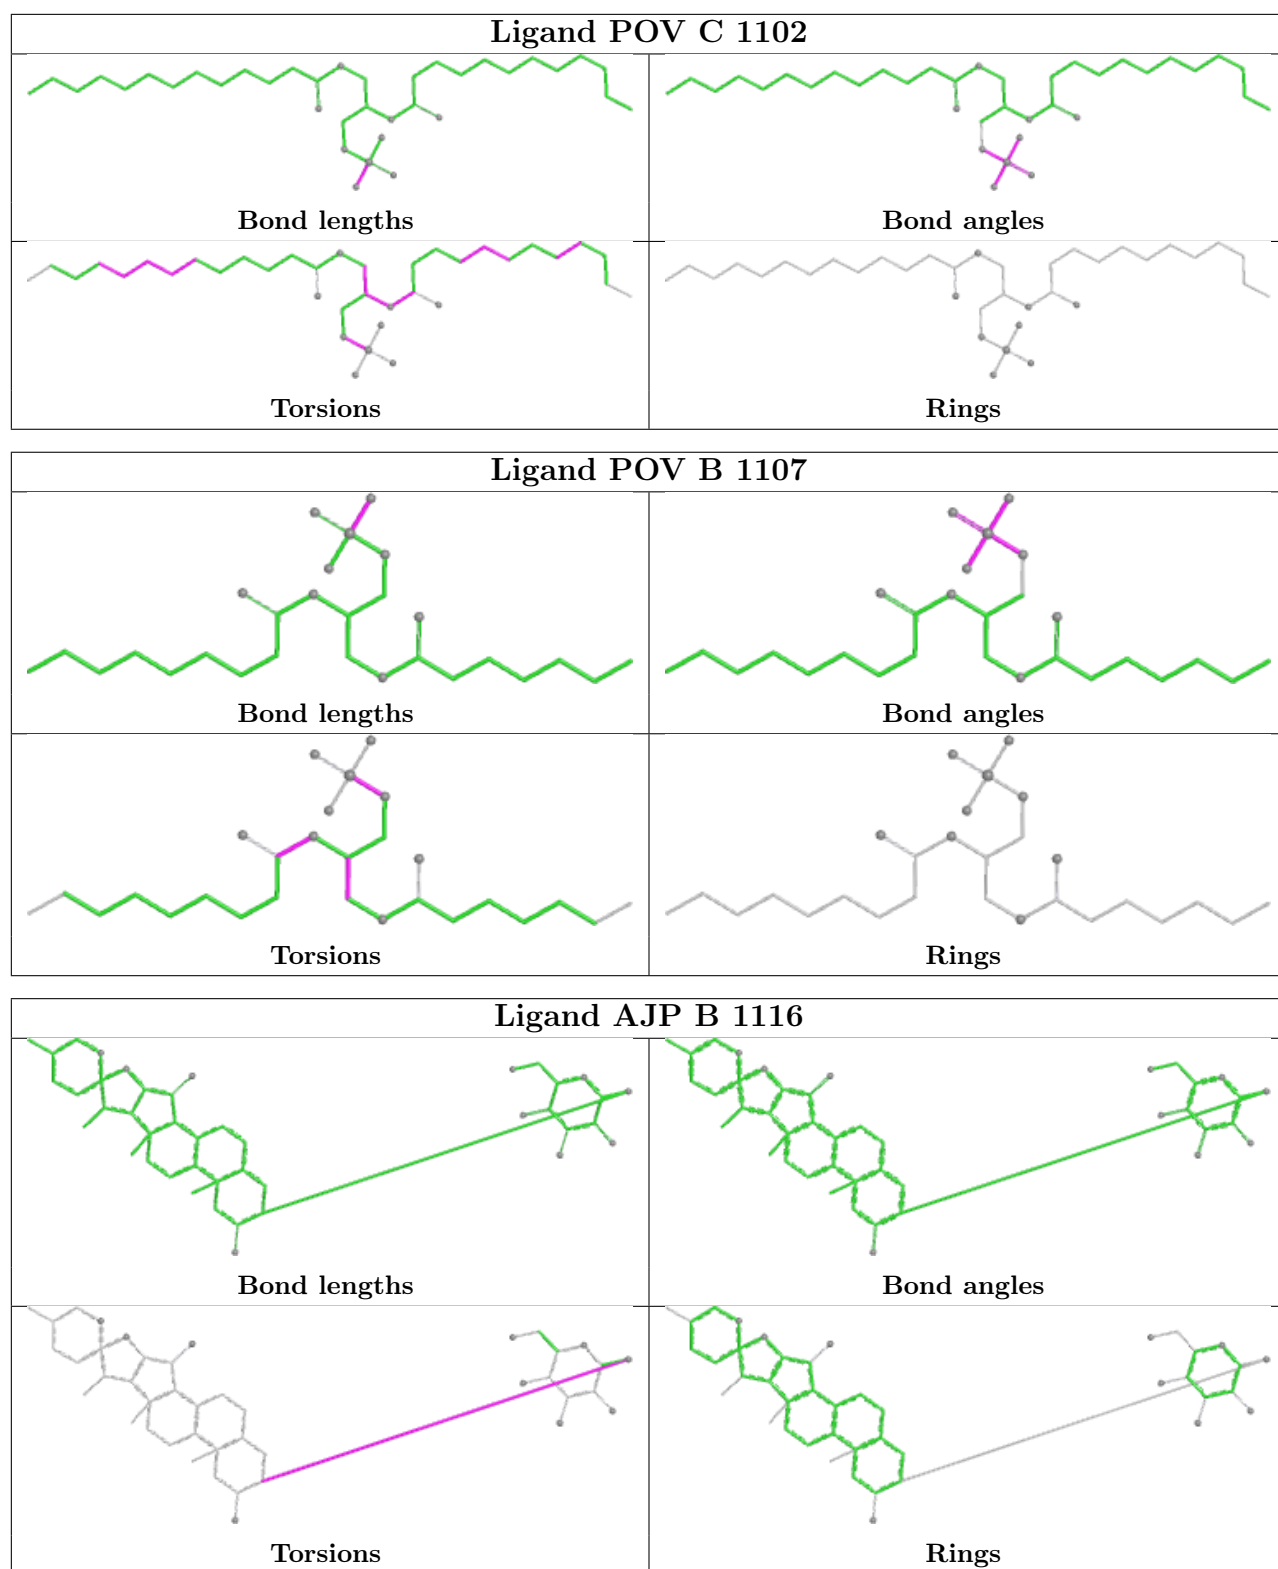 Ligand POV C 1102
Bond lengths
Bond angles
Torsions
Rings
Ligand POV B 1107
Bond lengths
Bond angles
Torsions
Rings
Ligand AJP B 1116
Bond lengths
Bond angles
Torsions
Rings